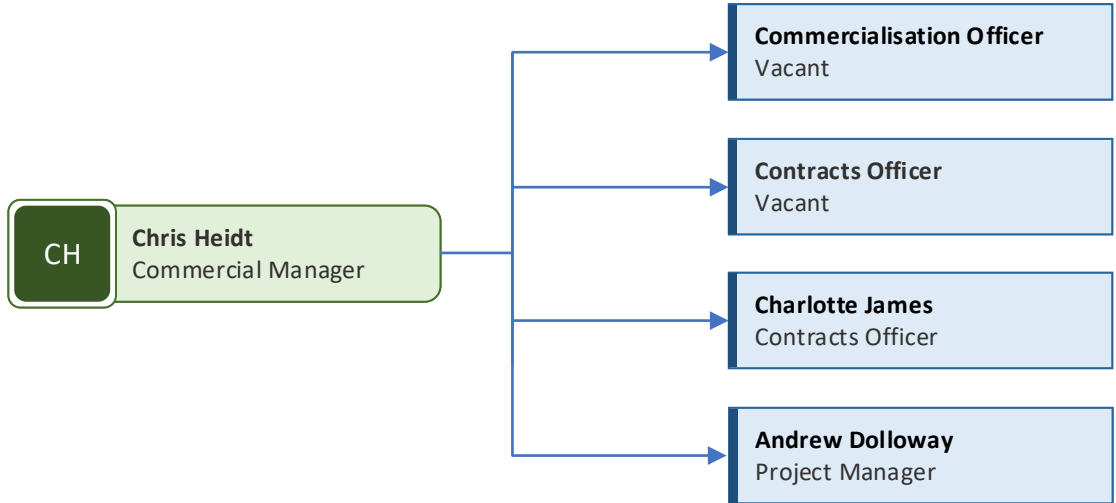 CH
Chris Heidt
Commercial Manager
Commercialisation Officer
Vacant
Contracts Officer
Vacant
Charlotte James
Contracts Officer
Andrew Dolloway
Project Manager